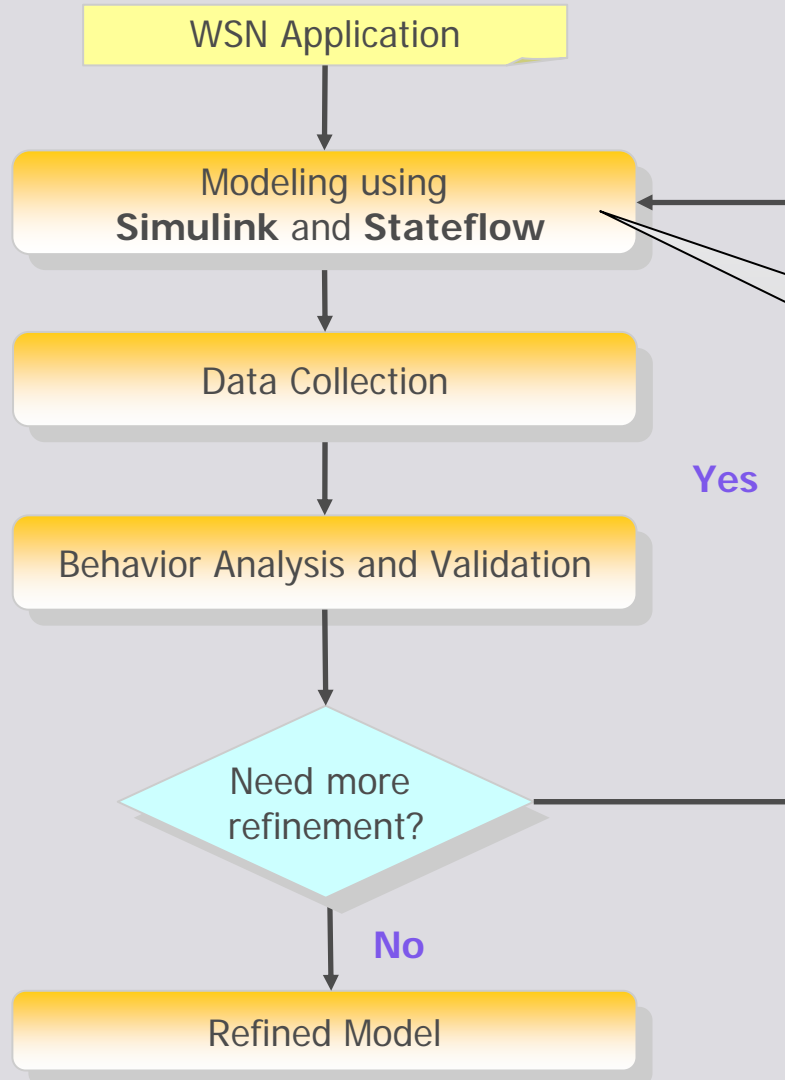 WSN Application
Modeling using
Simulink and Stateflow
Data Collection
Yes
Behavior Analysis and Validation
Need more
refinement?
No
Refined Model